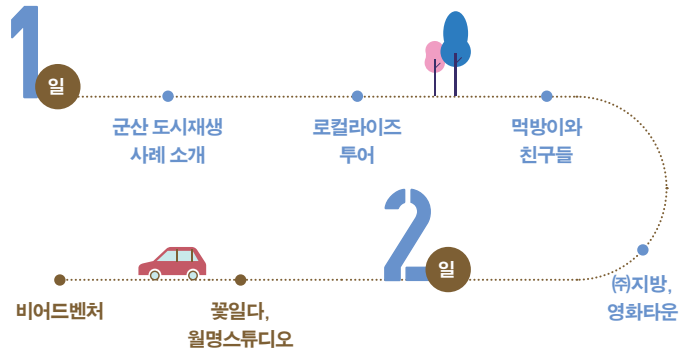 1일
군산 도시재생
사례 소개
로컬라이즈
투어
먹방이와
친구들
㈜지방,
영화타운
2일
꽃일다,
월명스튜디오
비어드벤처